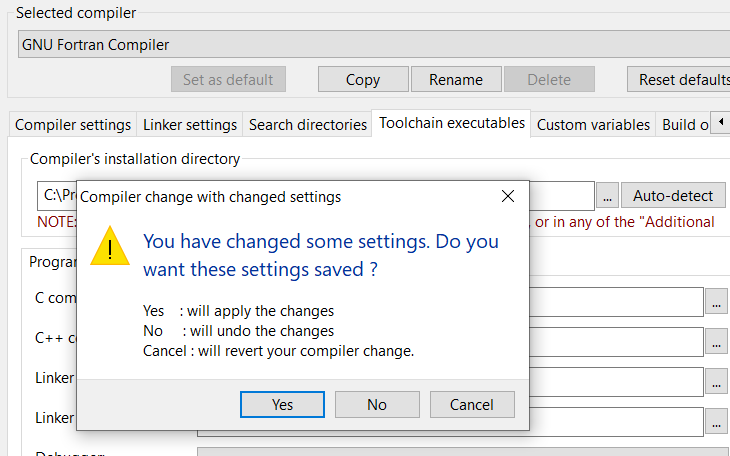 Selected compiler
GNU Fortran Compiler
Set as default Copy Rename Delete Reset defaults
Compiler settings Linker settings Search directories Toolchain executables Custom variables Build o
Compiler's installation directory
C:\Pr
... Auto-detect
NOTE: , or in any of the "Additional
Compiler change with changed settings
You have changed some settings. Do you
want these settings saved ?
Yes : will apply the changes
No : will undo the changes
Cancel : will revert your compiler change.
Yes No Cancel
Program
C com ...
C++ co ...
Linker ...
Linker ...
Debugger: